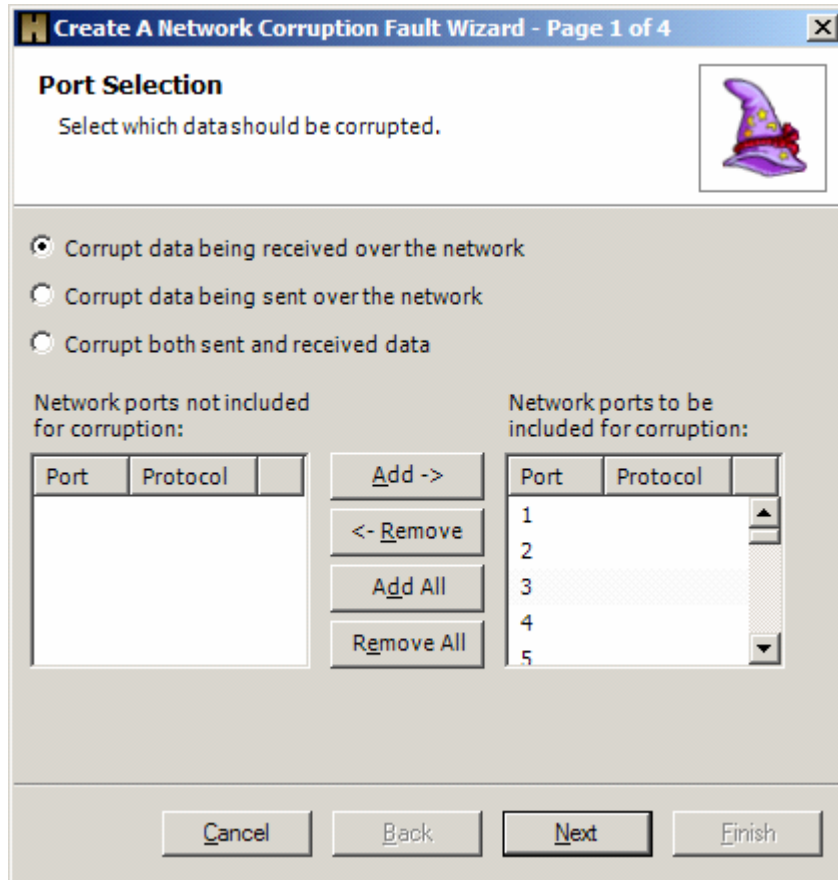 Create A Network Corruption Fault Wizard - Page 1 of 4
Port Selection
Select which data should be corrupted.
Corrupt data being received over the network
Corrupt data being sent over the network
Corrupt both sent and received data
Network ports not included
for corruption:
Port Protocol
Add ->
<- Remove
Add All
Remove All
Network ports to be
included for corruption:
Port Protocol
1
2
3
4
5
Cancel Back Next Finish